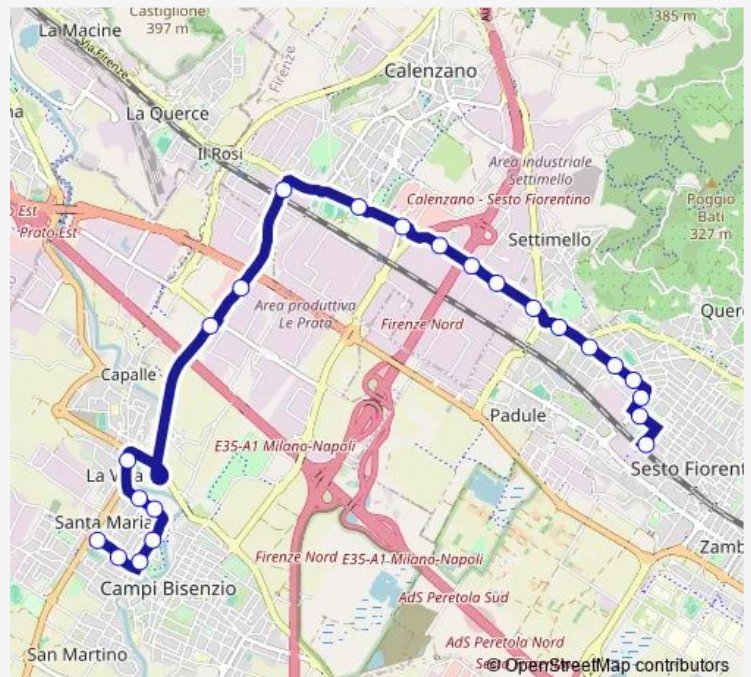 Castiglione
397 m
La Macine
Via Firenze
385 m
Firenze
Calenzano
La Querce
Il Rosi
Area industriale
Settimello
Calenzano - Sesto Fiorentino
Poggio
Bati
327 m
Prato Est
Settimello
Area produttiva
Le Prata
Firenze Nord
Capalle
Padule
E35-A1 Milano-Napoli
La V
Sesto Fiorent
Santa Maria
Firenze Nord
E35-A1 Milano-Napoli
Zamb
Campi Bisenzio
AdS Peretola Sud
AdS Peretola Nord
San Martino
© OpenStreetMap contributors